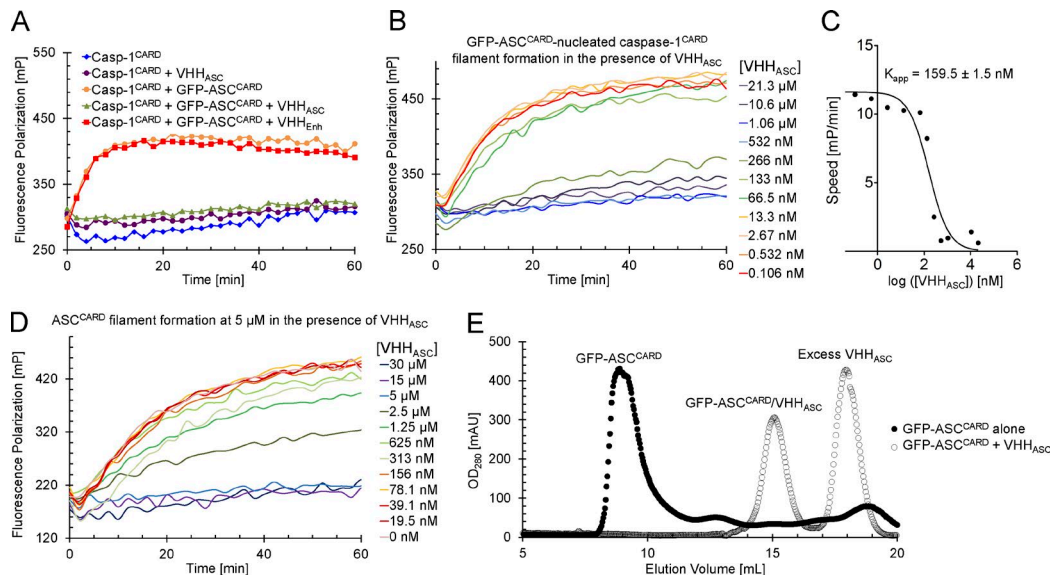 A
Fluorescence Polarization [mP]
550
450
350
250
0
20
40
60
Time [min]
Casp-1CARD
Casp-1CARD + VHHASC
Casp-1CARD + GFP-ASCCARD
Casp-1CARD + GFP-ASCCARD + VHHASC
Casp-1CARD + GFP-ASCCARD + VHHEnh
B
GFP-ASCCARD-nucleated caspase-1CARD
filament formation in the presence of VHHASC
Fluorescence Polarization [mP]
450
350
250
0
20
40
60
Time [min]
[VHHASC]
21.3 µM
10.6 µM
1.06 µM
532 nM
266 nM
133 nM
66.5 nM
13.3 nM
2.67 nM
0.532 nM
0.106 nM
C
Speed [mP/min]
15
10
5
0
2
4
6
Kapp = 159.5 ± 1.5 nM
log ([VHHASC]) [nM]
D
ASCCARD filament formation at 5 µM in the presence of VHHASC
Fluorescence Polarization [mP]
420
320
220
120
0
20
40
60
Time [min]
[VHHASC]
30 µM
15 µM
5 µM
2.5 µM
1.25 µM
625 nM
313 nM
156 nM
78.1 nM
39.1 nM
19.5 nM
0 nM
E
OD280 [mAU]
500
400
300
200
100
0
5
10
15
20
Elution Volume [mL]
GFP-ASCCARD
GFP-ASCCARD/VHHASC
Excess VHHASC
GFP-ASCCARD alone
GFP-ASCCARD + VHHASC